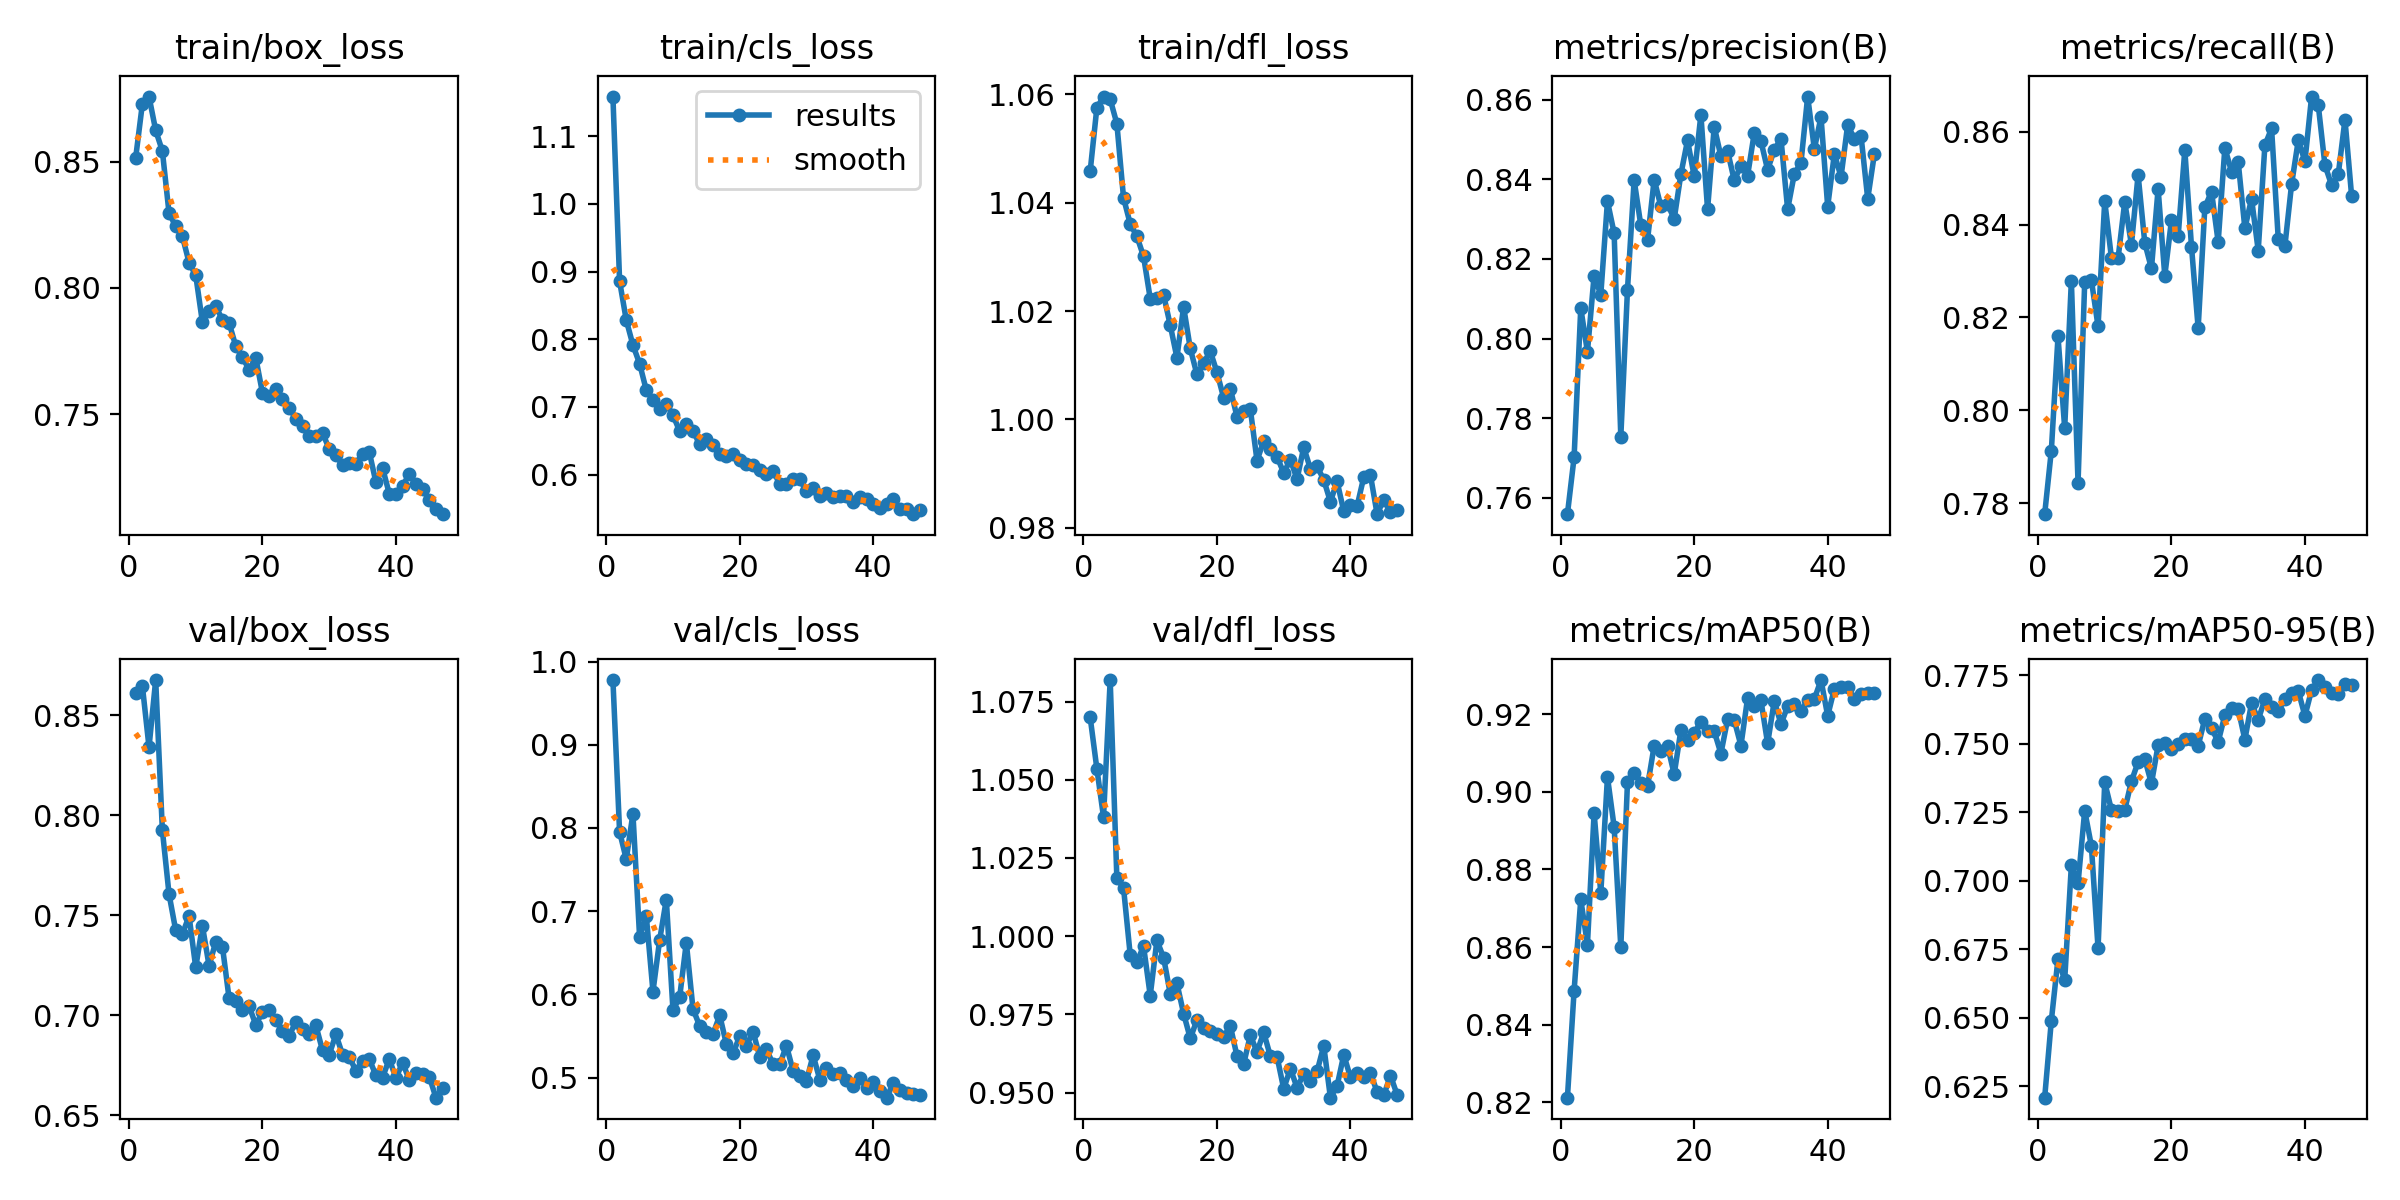 train/box_loss
train/cls_loss
train/dfl_loss
metrics/precision(B)
metrics/recall(B)
0.85
0.80
0.75
0 20 40
results
smooth
1.1
1.0
0.9
0.8
0.7
0.6
0 20 40
1.06
1.04
1.02
1.00
0.98
0 20 40
0.86
0.84
0.82
0.80
0.78
0.76
0 20 40
0.86
0.84
0.82
0.80
0.78
0 20 40
val/box_loss
val/cls_loss
val/dfl_loss
metrics/mAP50(B)
metrics/mAP50-95(B)
0.85
0.80
0.75
0.70
0.65
0 20 40
1.0
0.9
0.8
0.7
0.6
0.5
0 20 40
1.075
1.050
1.025
1.000
0.975
0.950
0 20 40
0.92
0.90
0.88
0.86
0.84
0.82
0 20 40
0.775
0.750
0.725
0.700
0.675
0.650
0.625
0 20 40